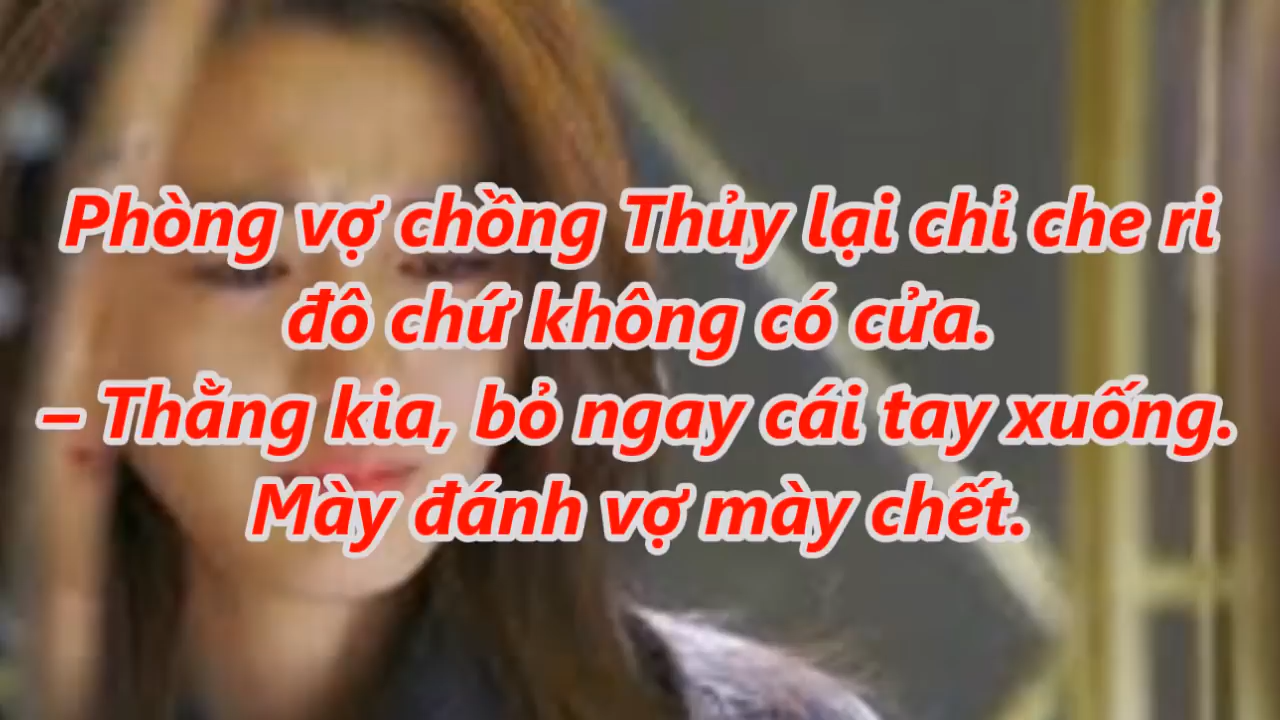 Phòng vợ chồng Thủy lại chỉ che ri
đô chứ không có cửa.
– Thằng kia, bỏ ngay cái tay xuống.
Mày đánh vợ mày chết.